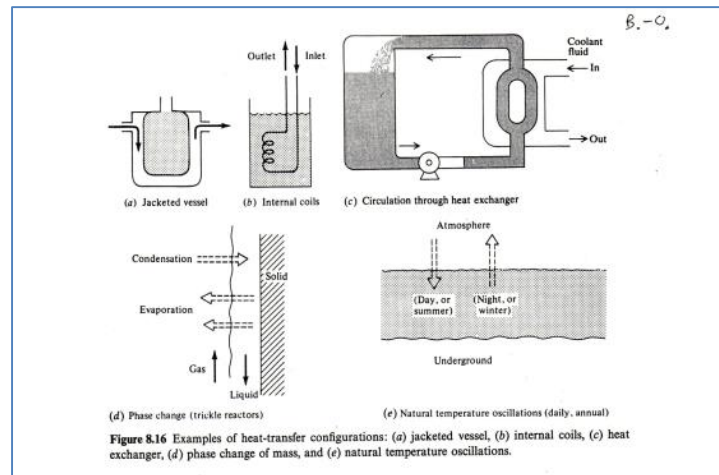 B.-O.
Outlet
Inlet
Coolant
fluid
In
Out
(a) Jacketed vessel
(b) Internal coils
(c) Circulation through heat exchanger
Condensation
Solid
Evaporation
Gas
Liquid
Atmosphere
(Day, or
summer)
(Night, or
winter)
Underground
(d) Phase change (trickle reactors)
(e) Natural temperature oscillations (daily, annual)
Figure 8.16 Examples of heat-transfer configurations: (a) jacketed vessel, (b) internal coils, (c) heat
exchanger, (d) phase change of mass, and (e) natural temperature oscillations.